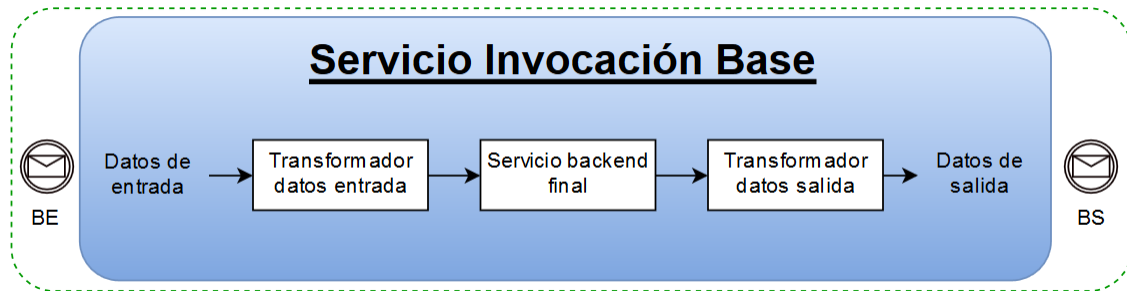 Servicio Invocación Base
Datos de
entrada
Transformador
datos entrada
Servicio backend
final
Transformador
datos salida
Datos de
salida
BE
BS